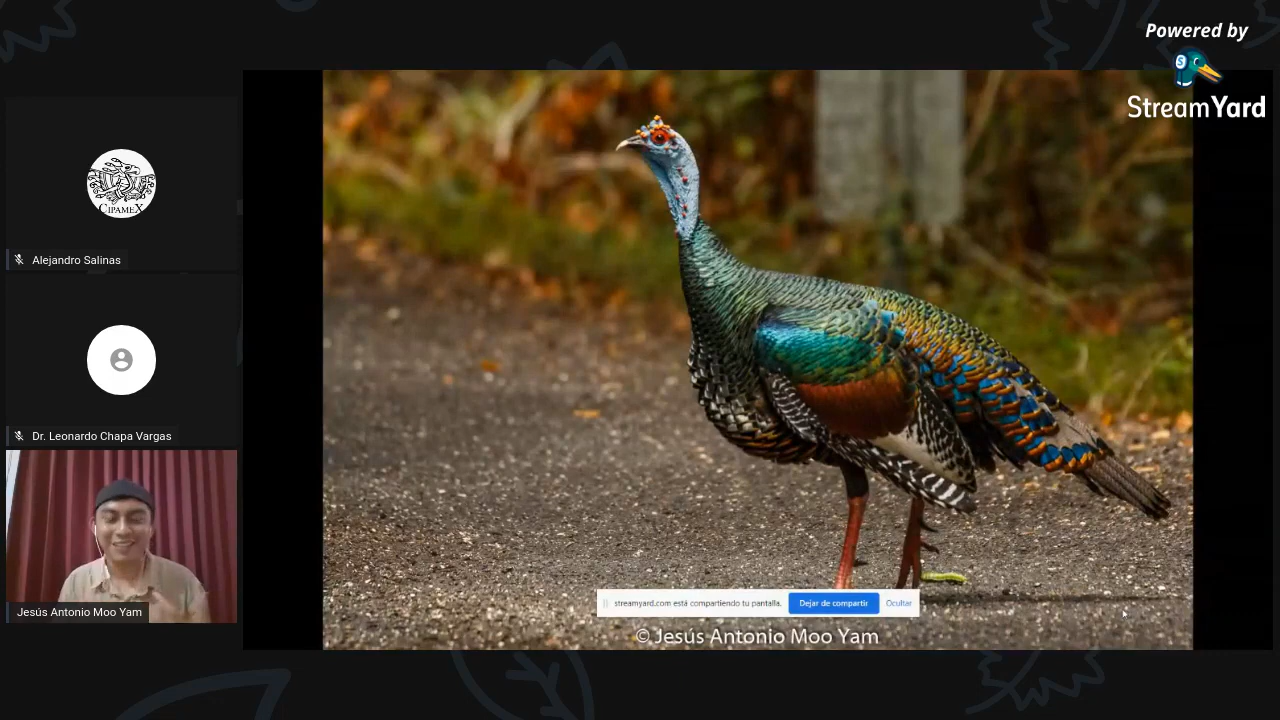 Powered by
StreamYard
CIPAMEX
Alejandro Salinas
Dr. Leonardo Chapa Vargas
Jesús Antonio Moo Yam
streamyard.com está compartiendo tu pantalla.
Dejar de compartir
Ocultar
©Jesús Antonio Moo Yam